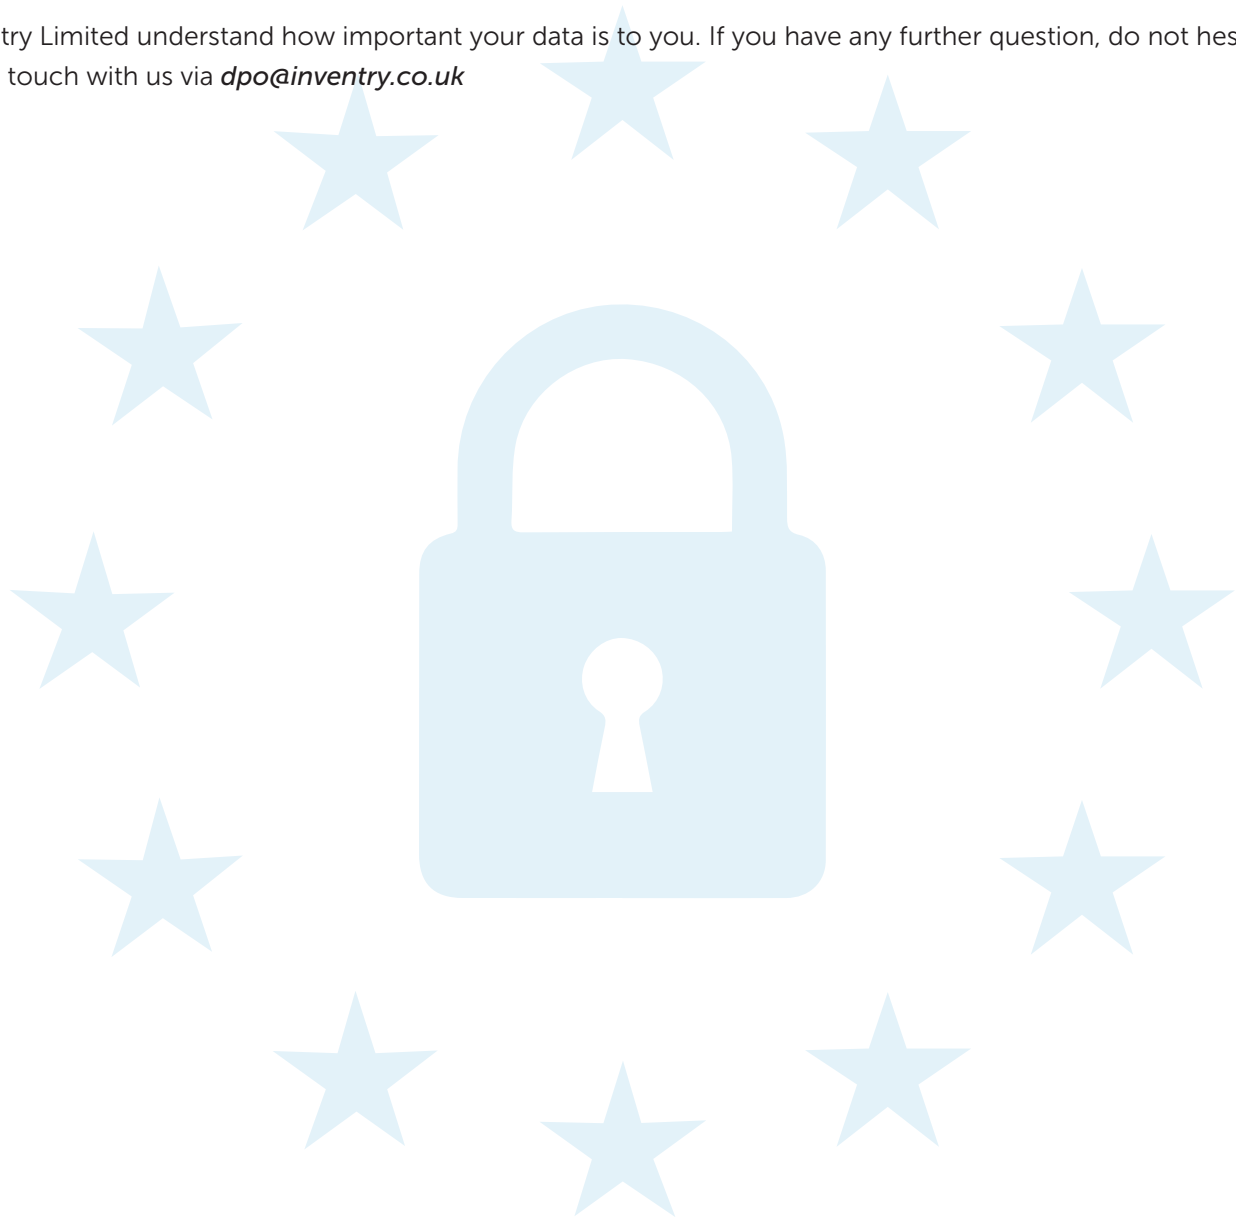 try Limited understand how important your data is to you. If you have any further question, do not hes
touch with us via dpo@inventry.co.uk